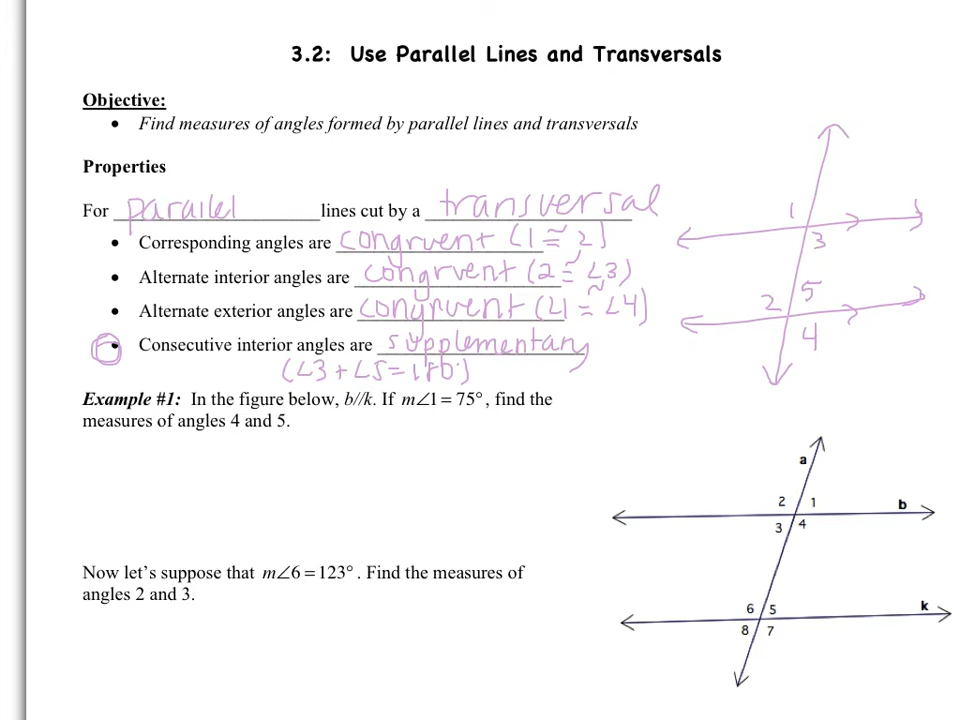 3.2: Use Parallel Lines and Transversals
Objective:
• Find measures of angles formed by parallel lines and transversals
Properties
For parallel lines cut by a transversal
• Corresponding angles are congruent (1 ≅ 2)
• Alternate interior angles are congruent (2 ≅ ∠3)
• Alternate exterior angles are congruent (∠1 ≅ ∠4)
• Consecutive interior angles are supplementary
(∠3 + ∠5 = 180°)
1
3
2 5
4
Example #1: In the figure below, b//k. If m∠1 = 75°, find the
measures of angles 4 and 5.
a
2 1 b
3 4
Now let's suppose that m∠6 = 123°. Find the measures of
angles 2 and 3.
6 5 k
8 7